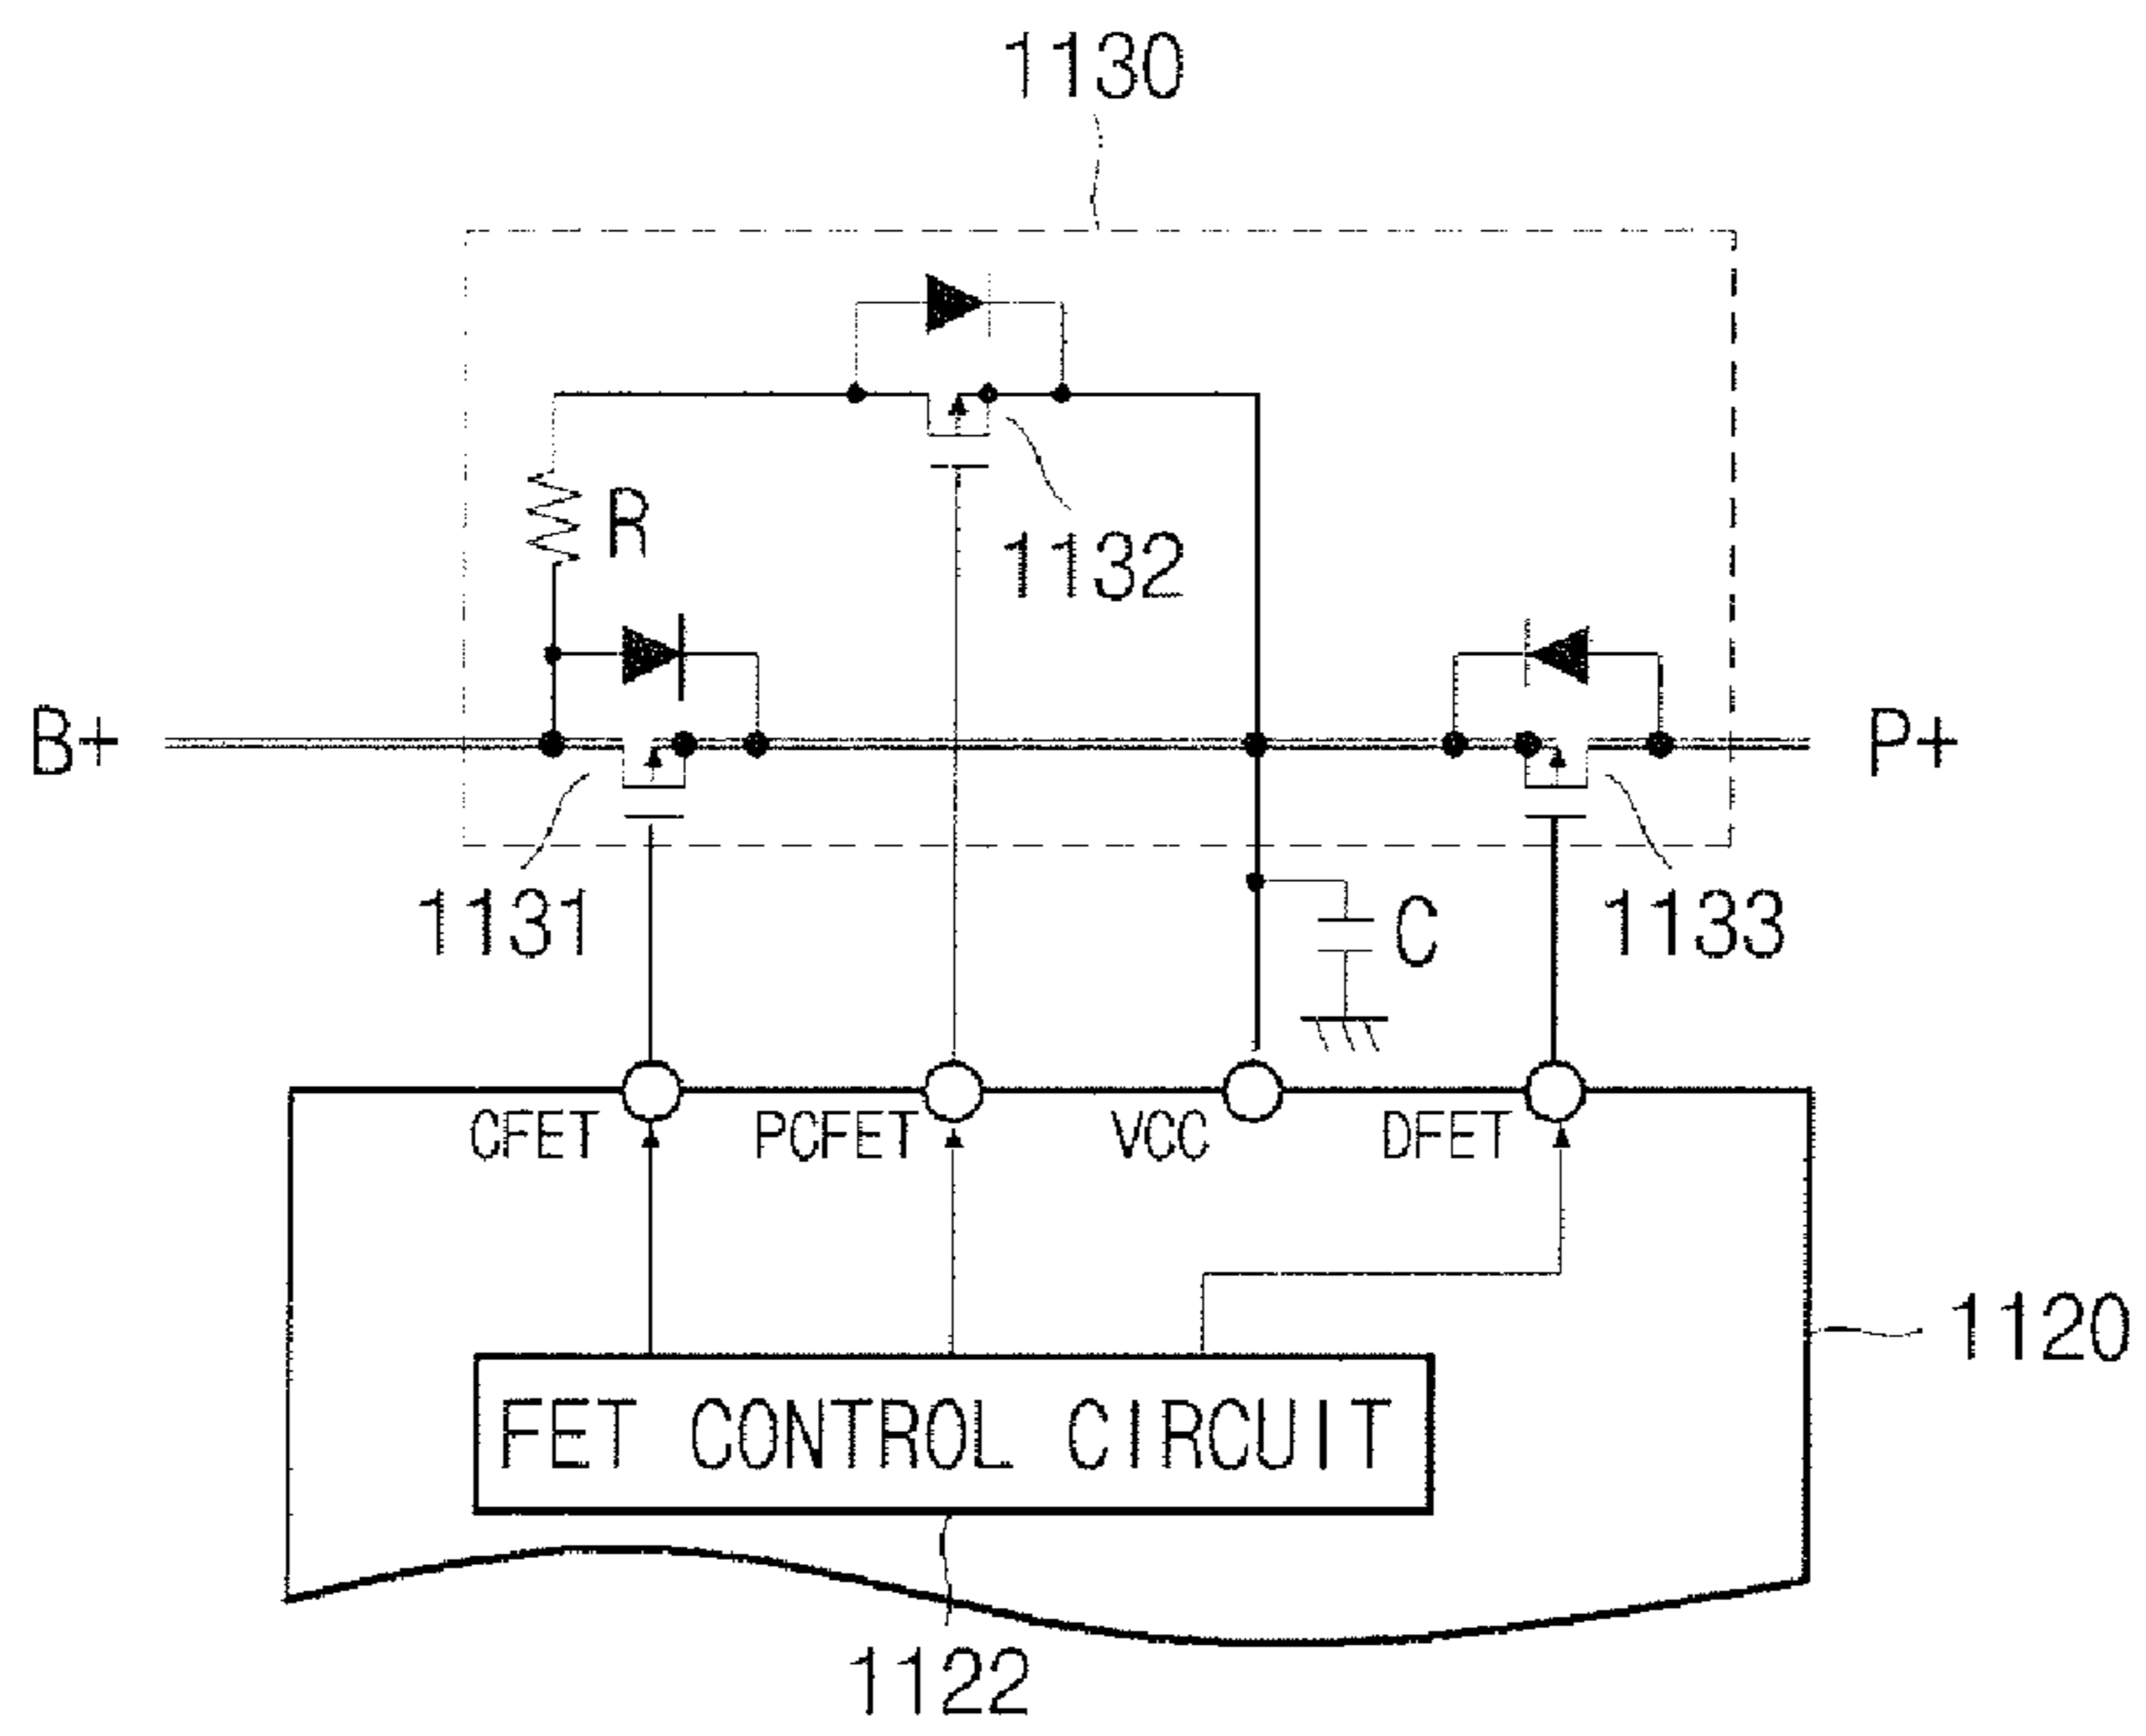 1130
R
1132
B+
P+
1131
C
1133
CFET PCFET VCC DFET
1120
FET CONTROL CIRCUIT
1122